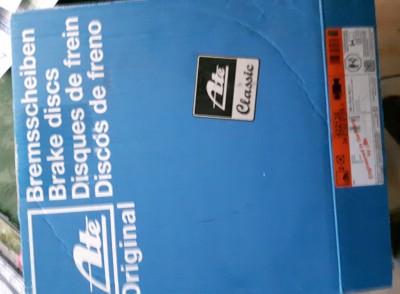 Bremsscheiben
Brake discs
Disques de frein
Discos de freno
Ate
Original
Ate
Classic